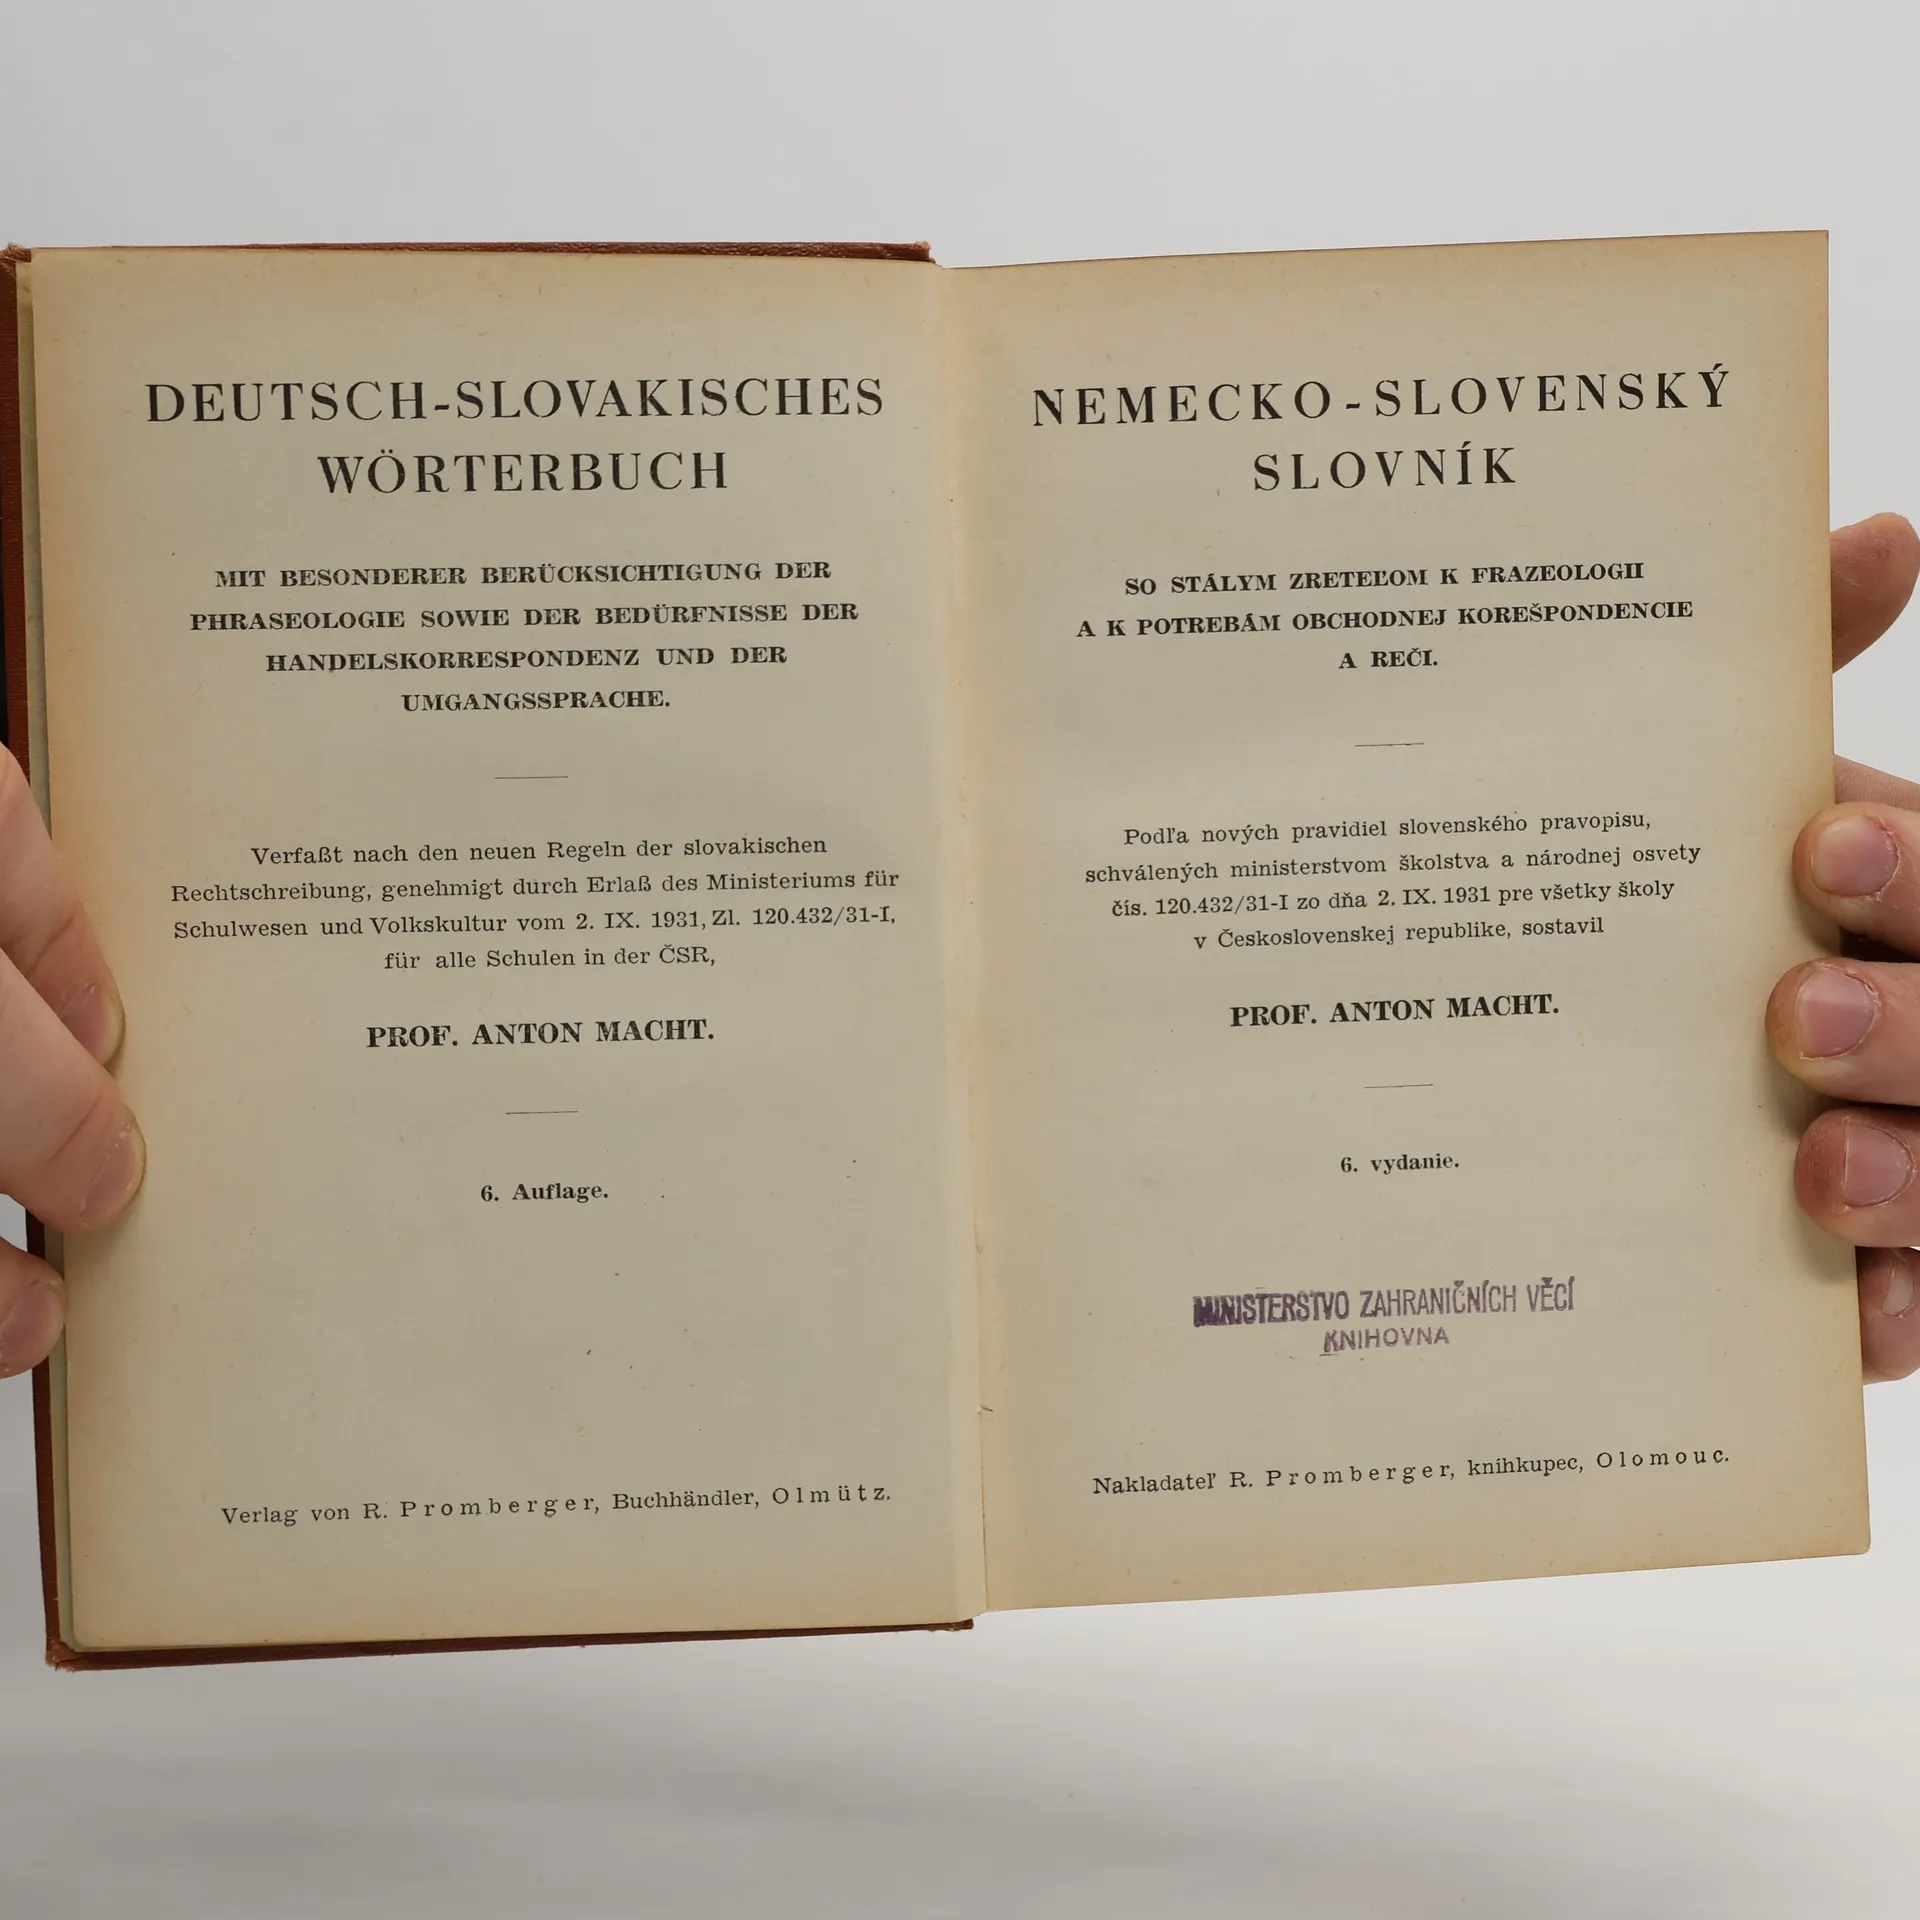 DEUTSCH-SLOVAKISCHES
WÖRTERBUCH
MIT BESONDERER BERÜCKSICHTIGUNG DER
PHRASEOLOGIE SOWIE DER BEDÜRFNISSE DER
HANDELSKORRESPONDENZ UND DER
UMGANGSSPRACHE.
Verfaßt nach den neuen Regeln der slovakischen
Rechtschreibung, genehmigt durch Erlaß des Ministeriums für
Schulwesen und Volkskultur vom 2. IX. 1931, Zl. 120.432/31-I,
für alle Schulen in der ČSR,
PROF. ANTON MACHT.
6. Auflage.
Verlag von R. Promberger, Buchhändler, Olmütz.
NEMECKO-SLOVENSKÝ
SLOVNÍK
SO STÁLYM ZRETEĽOM K FRAZEOLOGII
A K POTREBÁM OBCHODNEJ KOREŠPONDENCIE
A REČI.
Podľa nových pravidiel slovenského pravopisu,
schválených ministerstvom školstva a národnej osvety
čís. 120.432/31-I zo dňa 2. IX. 1931 pre všetky školy
v Československej republike, sostavil
PROF. ANTON MACHT.
6. vydanie.
MINISTERSTVO ZAHRANIČNÍCH VĚCÍ
KNIHOVNA
Nakladateľ R. Promberger, kníhkupec, Olomouc.